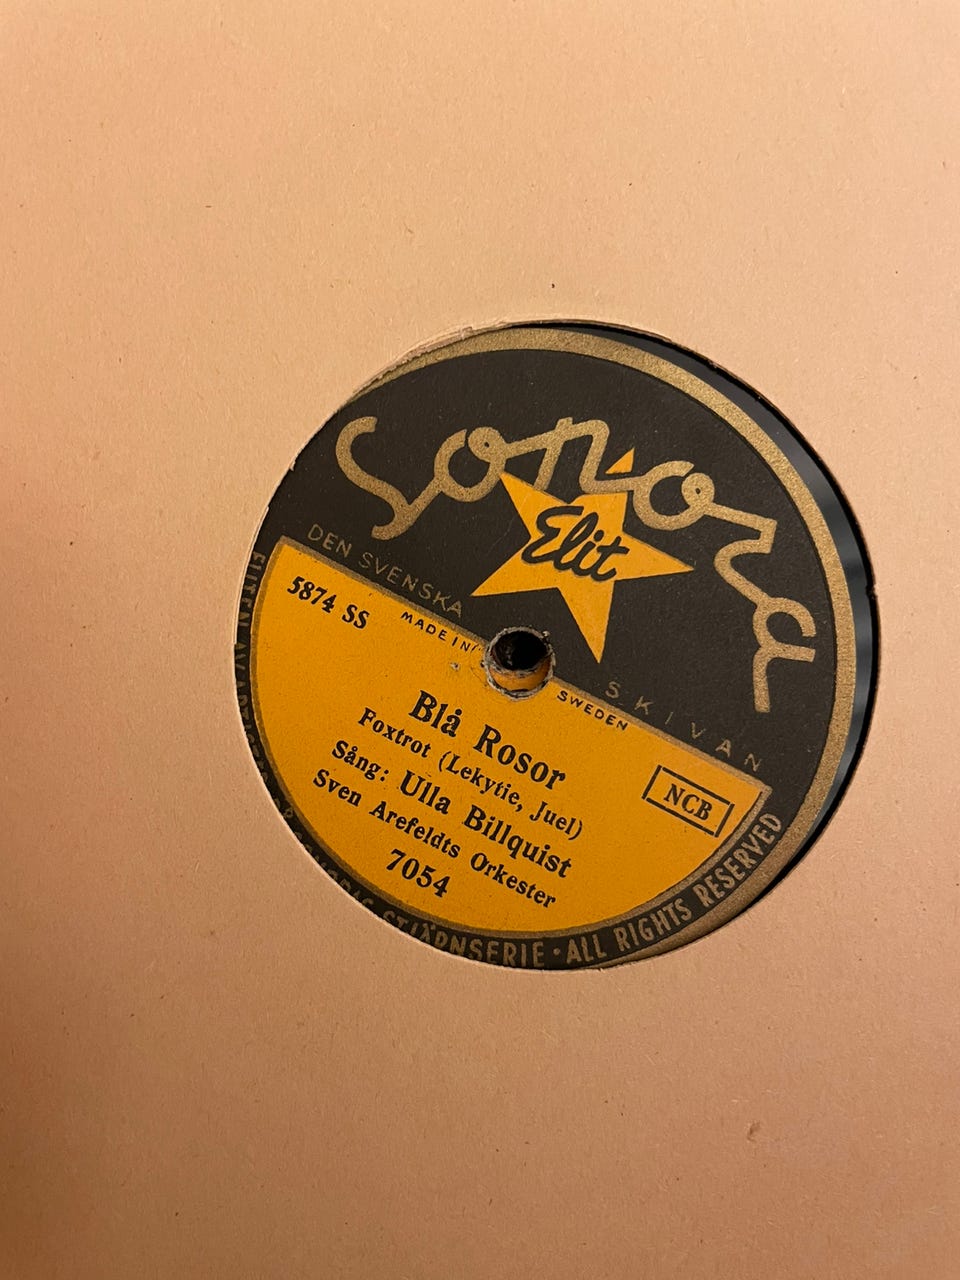 sonora
Elit
DEN SVENSKA SKIVAN
MADE IN SWEDEN
5874 SS
NCB
Blå Rosor
Foxtrot (Lekytie, Juel)
Sång: Ulla Billquist
Sven Arefeldts Orkester
7054
STJÄRNSERIE · ALL RIGHTS RESERVED